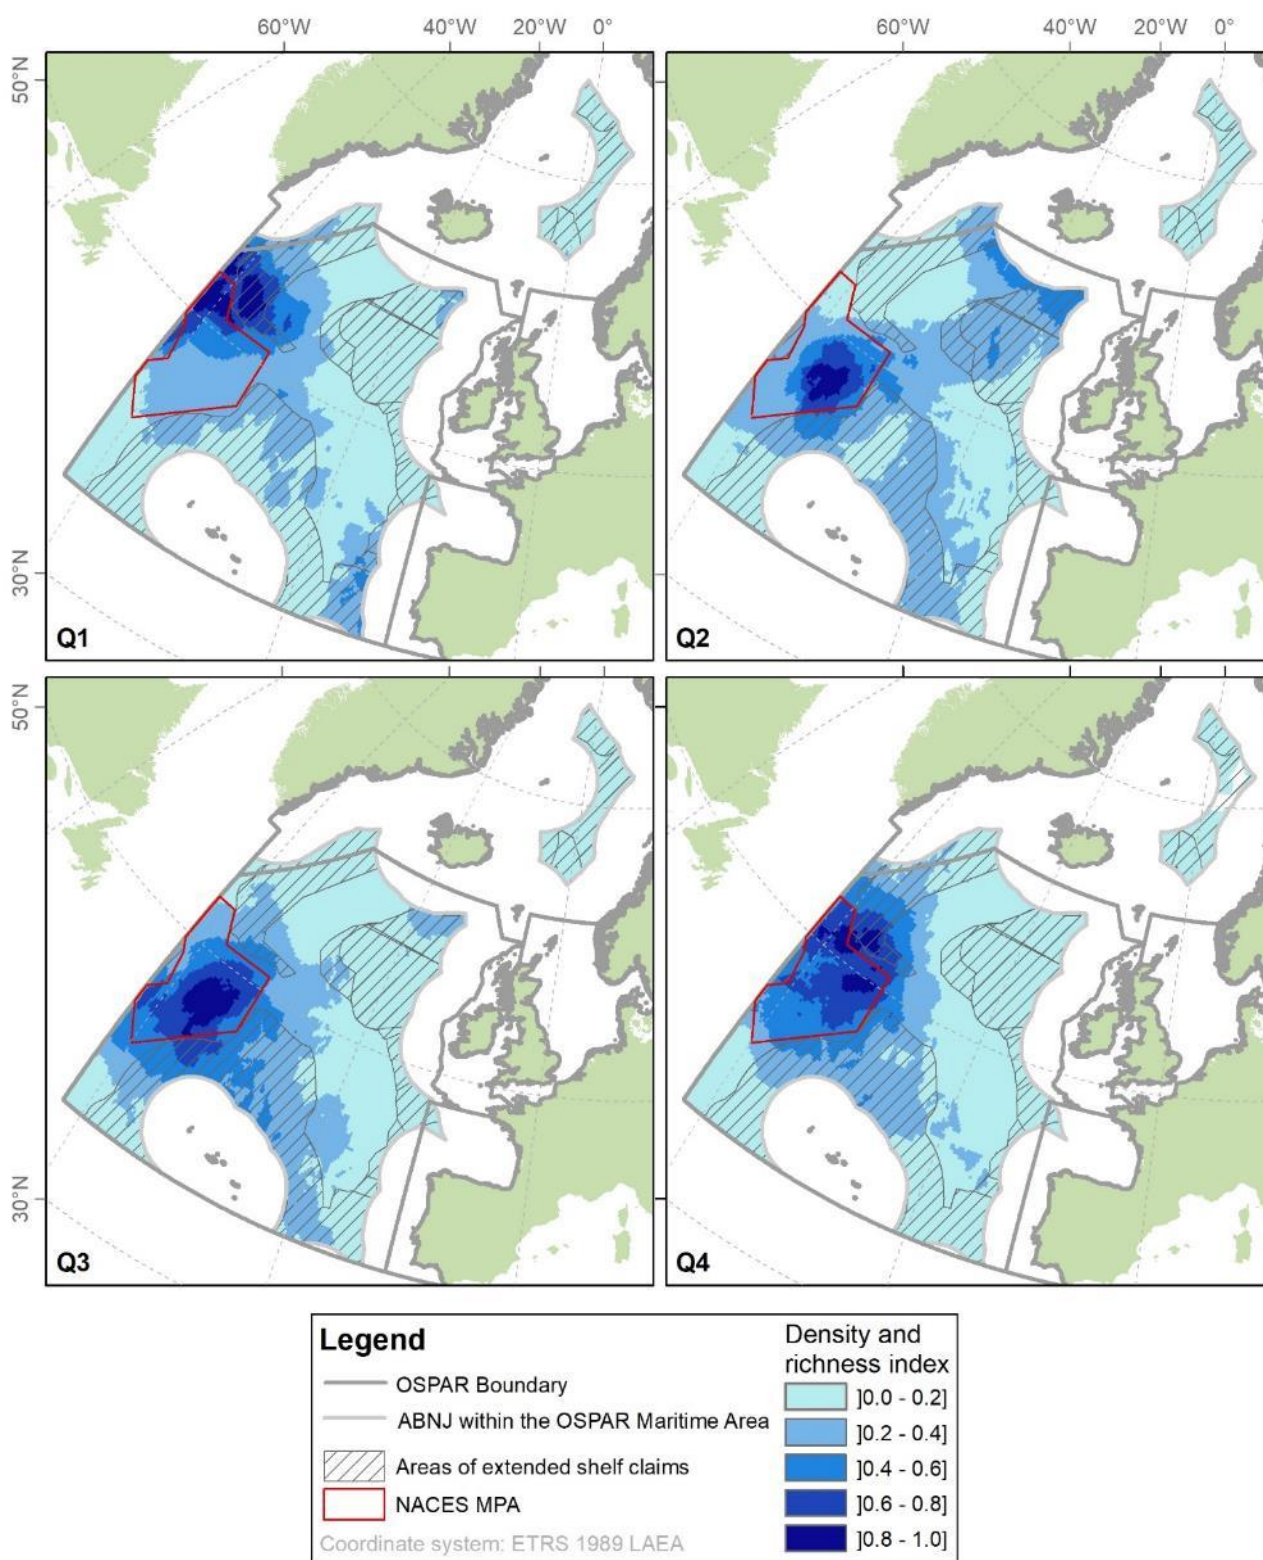 60°W 40°W 20°W 0° 60°W 40°W 20°W 0°
50°N
30°N
Q1 Q2
50°N
30°N
Q3 Q4
Legend
OSPAR Boundary
ABNJ within the OSPAR Maritime Area
Areas of extended shelf claims
NACES MPA
Coordinate system: ETRS 1989 LAEA
Density and
richness index
]0.0 - 0.2]
]0.2 - 0.4]
]0.4 - 0.6]
]0.6 - 0.8]
]0.8 - 1.0]